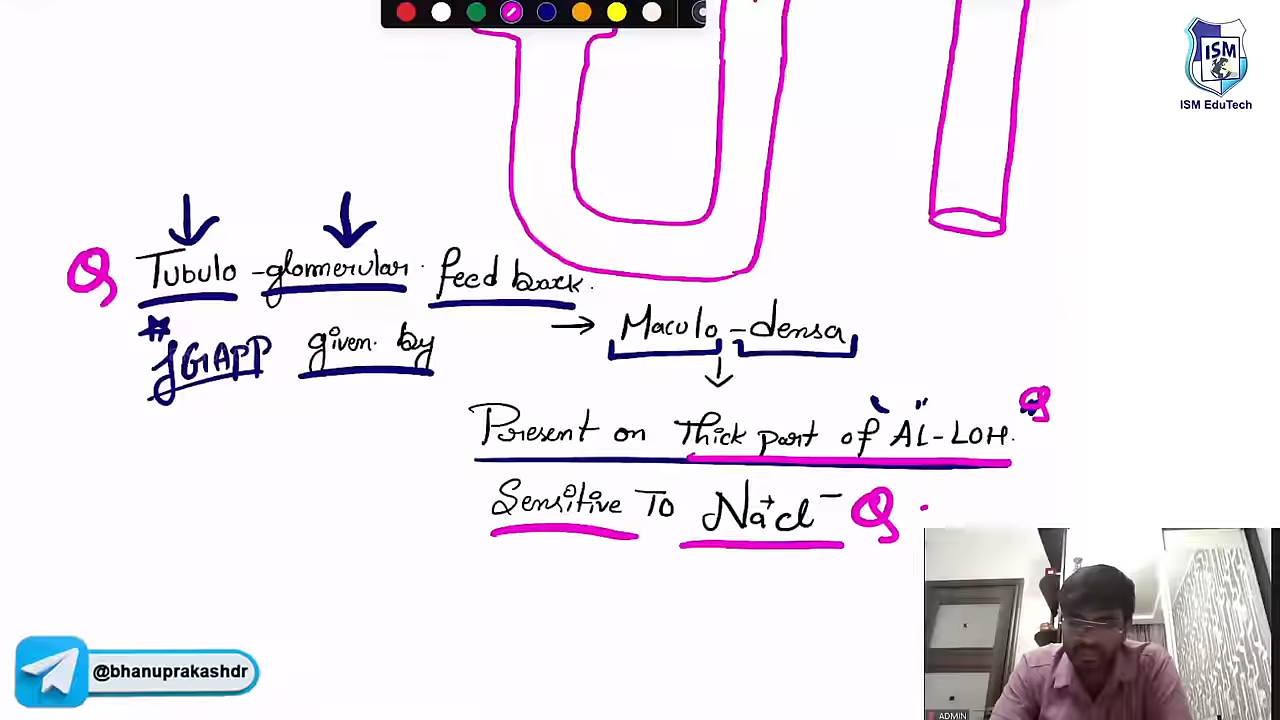 ISM
ISM EduTech
Q Tubulo-glomerular feed back.
JGAPP given by → Macula-densa
Present on Thick part of "AL-LOH. Q
Sensitive To Na+cl- Q
@bhanuprakashdr
ADMIN